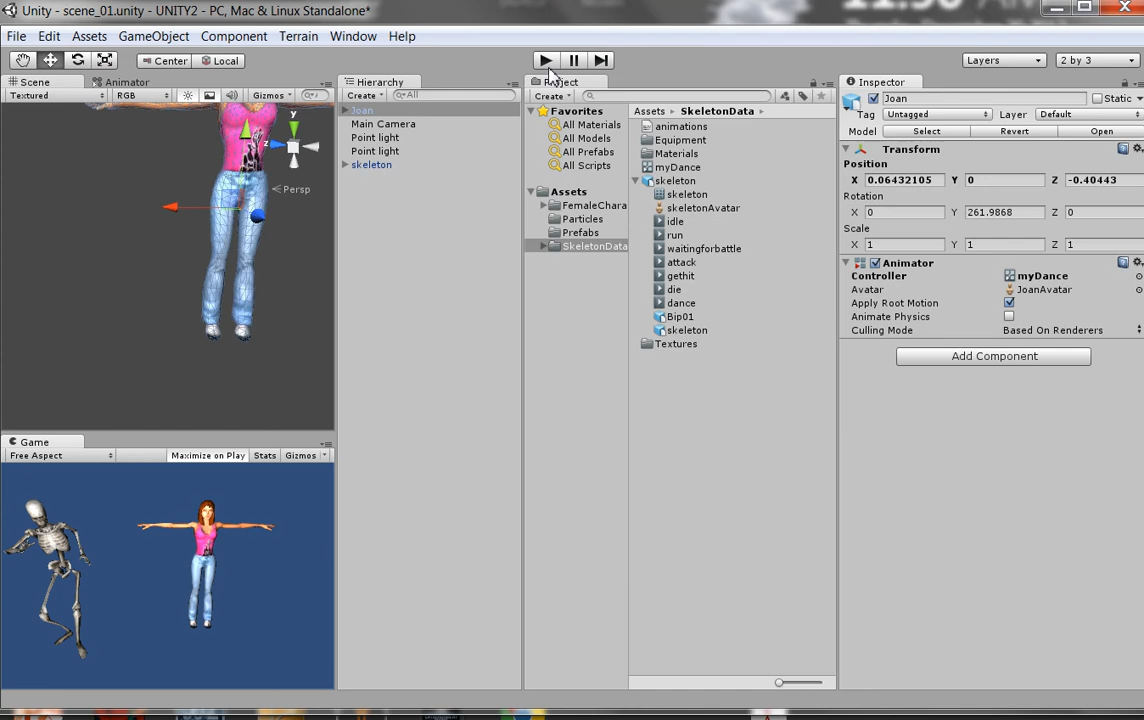 Unity - scene_01.unity - UNITY2 - PC, Mac & Linux Standalone*
File Edit Assets GameObject Component Terrain Window Help
Center Local Layers 2 by 3
Scene Animator
Textured RGB Gizmos All
y
z
Persp
Game
Free Aspect Maximize on Play Stats Gizmos
Hierarchy
Create All
Joan
Main Camera
Point light
Point light
skeleton
Project
Create
Favorites
All Materials
All Models
All Prefabs
All Scripts
Assets
FemaleChara
Particles
Prefabs
SkeletonData
Assets SkeletonData
animations
Equipment
Materials
myDance
skeleton
skeleton
skeletonAvatar
idle
run
waitingforbattle
attack
gethit
die
dance
Bip01
skeleton
Textures
Inspector
Joan Static
Tag Untagged Layer Default
Model Select Revert Open
Transform
Position
X 0.06432105 Y 0 Z -0.40443
Rotation
X 0 Y 261.9868 Z 0
Scale
X 1 Y 1 Z 1
Animator
Controller myDance
Avatar JoanAvatar
Apply Root Motion
Animate Physics
Culling Mode Based On Renderers
Add Component